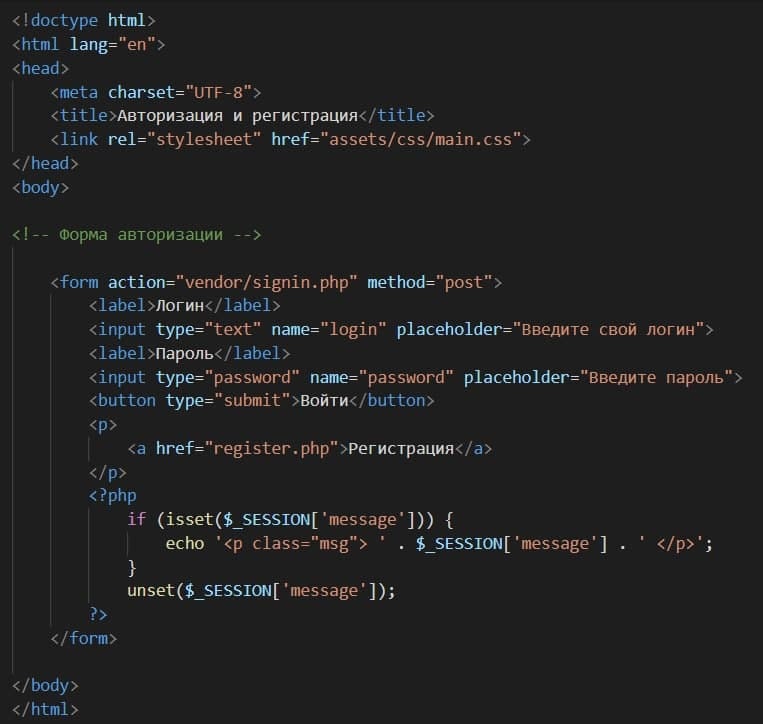 <!doctype html>
<html lang="en">
<head>
    <meta charset="UTF-8">
    <title>Авторизация и регистрация</title>
    <link rel="stylesheet" href="assets/css/main.css">
</head>
<body>

<!-- Форма авторизации -->

    <form action="vendor/signin.php" method="post">
        <label>Логин</label>
        <input type="text" name="login" placeholder="Введите свой логин">
        <label>Пароль</label>
        <input type="password" name="password" placeholder="Введите пароль">
        <button type="submit">Войти</button>
        <p>
            <a href="register.php">Регистрация</a>
        </p>
        <?php
            if (isset($_SESSION['message'])) {
                echo '<p class="msg"> ' . $_SESSION['message'] . ' </p>';
            }
            unset($_SESSION['message']);
        ?>
    </form>

</body>
</html>